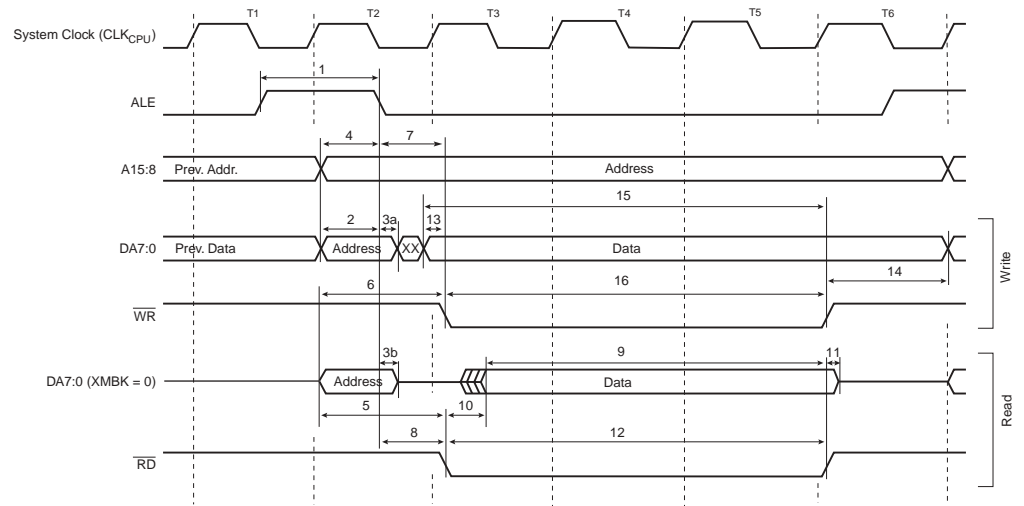 T1 T2 T3 T4 T5 T6
System Clock (CLKCPU)
1
ALE
4 7
A15:8 Prev. Addr. Address
15
2 3a 13
DA7:0 Prev. Data Address XX Data
14
6 16
WR
Write
3b 9 11
DA7:0 (XMBK = 0) Address Data
5 10
8 12
RD
Read